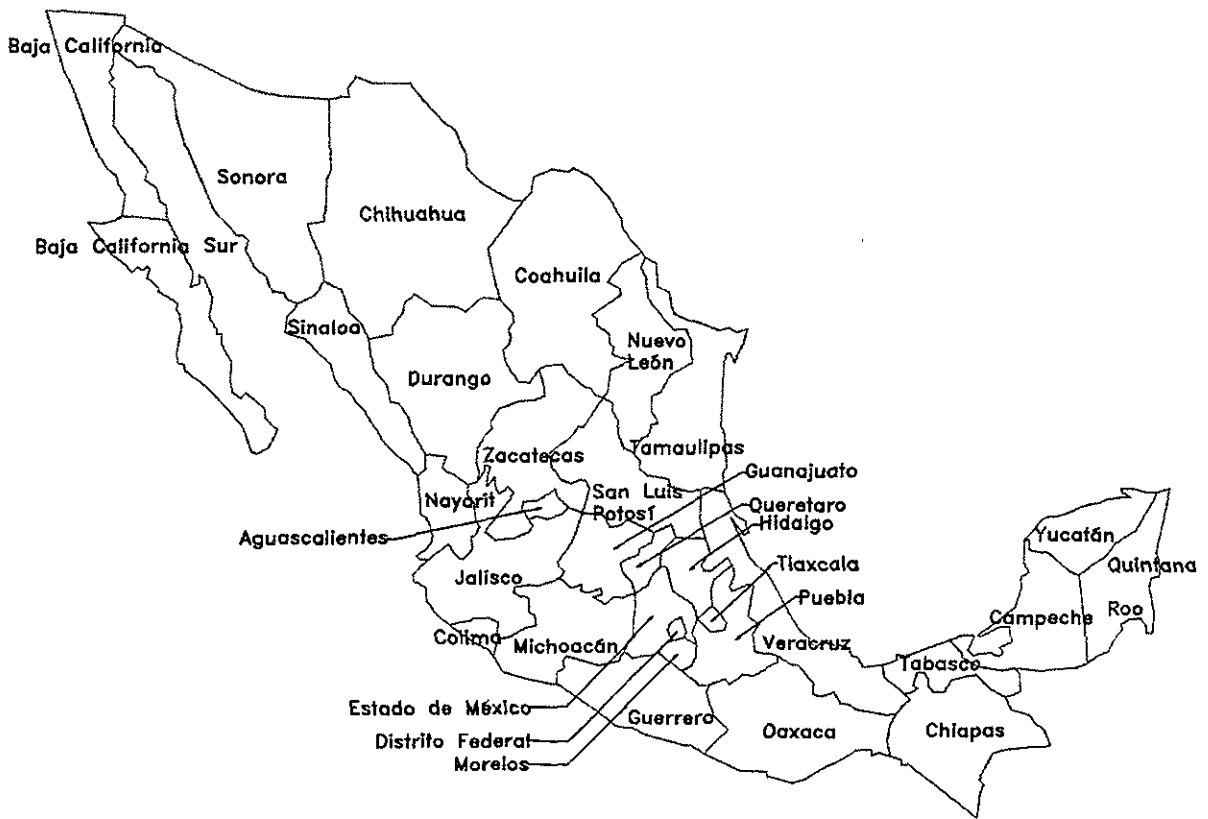 Baja California
Sonora
Chihuahua
Baja California Sur
Coahuila
Sinaloa
Nuevo
León
Durango
Tamaulipas
Zacatecas
Guanajuato
San Luis
Potosí
Nayarit
Queretaro
Hidalgo
Aguascalientes
Yucatán
Tlaxcala
Quintana
Roo
Jalisco
Puebla
Campeche
Colima
Michoacán
Veracruz
Tabasco
Estado de México
Guerrero
Oaxaca
Chiapas
Distrito Federal
Morelos